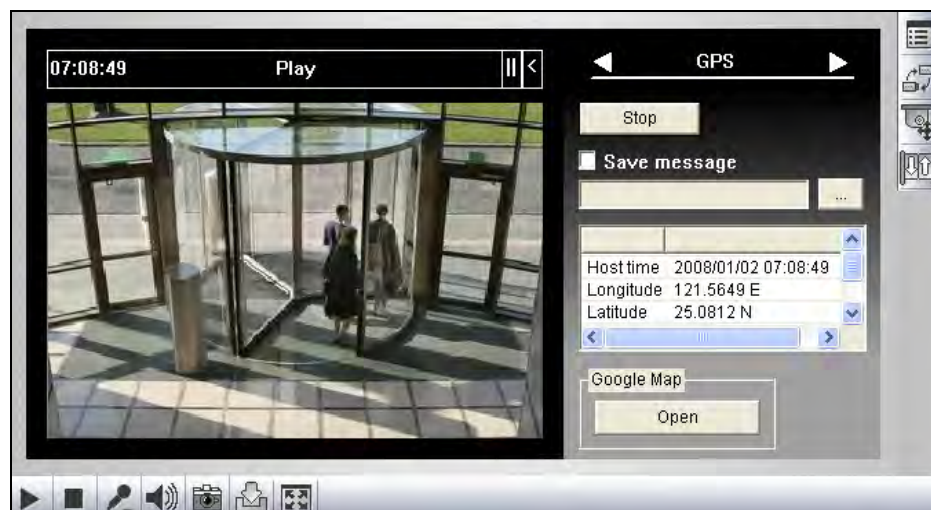 07:08:49 Play || <
GPS
Stop
Save message
...
Host time 2008/01/02 07:08:49
Longitude 121.5649 E
Latitude 25.0812 N
Google Map
Open